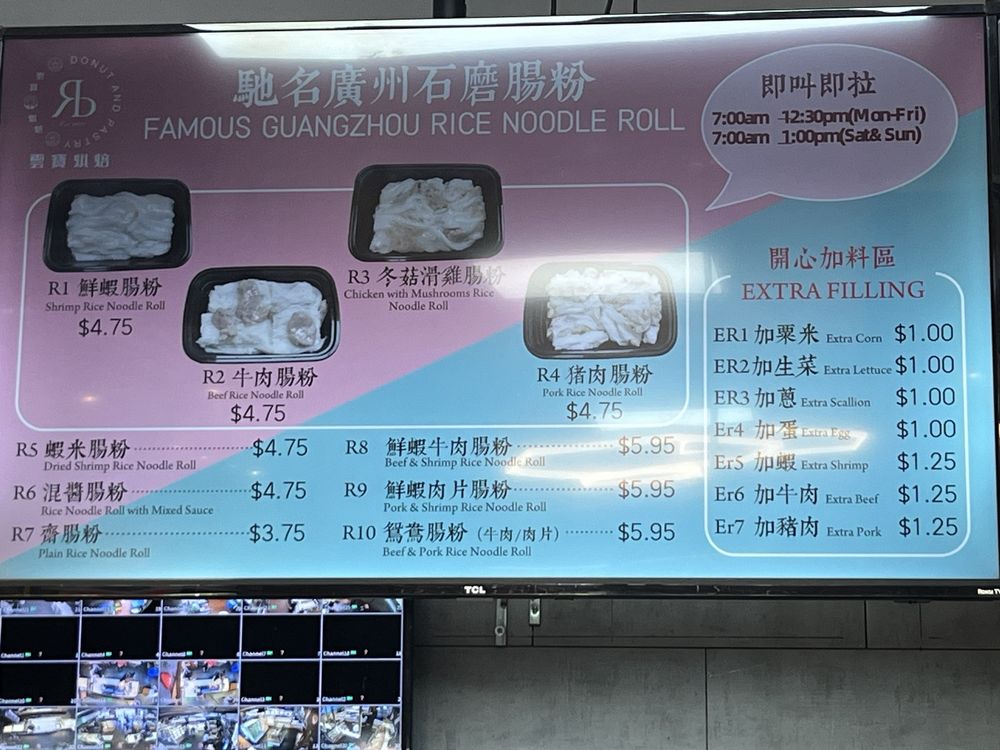 DONUT AND PASTRY
RB
雲寶烘焙
馳名廣州石磨腸粉
FAMOUS GUANGZHOU RICE NOODLE ROLL
即叫即拉
7:00am -12:30pm(Mon-Fri)
7:00am 1:00pm(Sat& Sun)
R1 鮮蝦腸粉
Shrimp Rice Noodle Roll
$4.75
R2 牛肉腸粉
Beef Rice Noodle Roll
$4.75
R3 冬菇滑雞腸粉
Chicken with Mushrooms Rice
Noodle Roll
R4 猪肉腸粉
Pork Rice Noodle Roll
$4.75
R5 蝦米腸粉 $4.75
Dried Shrimp Rice Noodle Roll
R6 混醬腸粉 $4.75
Rice Noodle Roll with Mixed Sauce
R7 齋腸粉 $3.75
Plain Rice Noodle Roll
R8 鮮蝦牛肉腸粉 $5.95
Beef & Shrimp Rice Noodle Roll
R9 鮮蝦肉片腸粉 $5.95
Pork & Shrimp Rice Noodle Roll
R10 鴛鴦腸粉 (牛肉/肉片) $5.95
Beef & Pork Rice Noodle Roll
開心加料區
EXTRA FILLING
ER1 加粟米 Extra Corn $1.00
ER2 加生菜 Extra Lettuce $1.00
ER3 加蔥 Extra Scallion $1.00
Er4 加蛋 Extra Egg $1.00
Er5 加蝦 Extra Shrimp $1.25
Er6 加牛肉 Extra Beef $1.25
Er7 加豬肉 Extra Pork $1.25
TCL
Roku TV